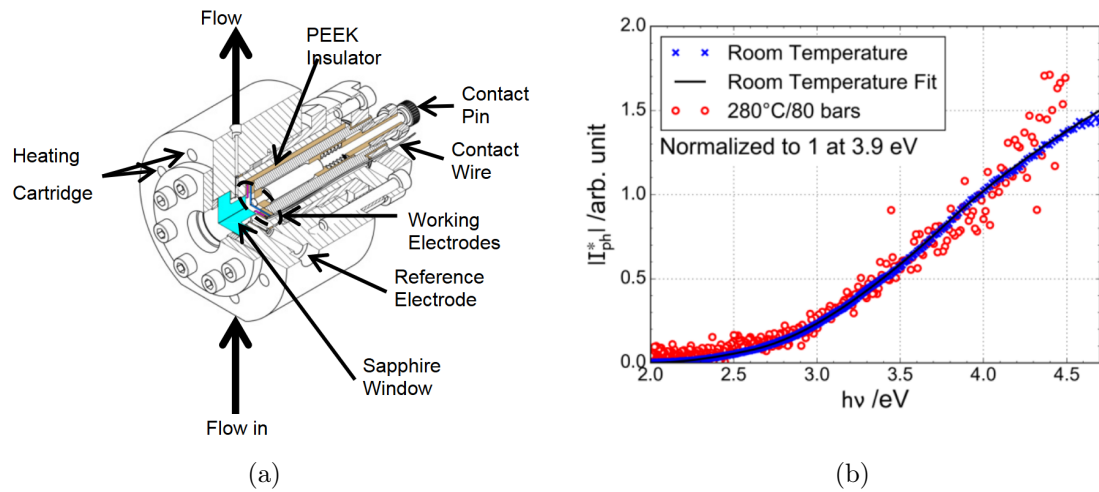 Flow
PEEK
Insulator
Contact
Pin
Contact
Wire
Heating
Cartridge
Working
Electrodes
Reference
Electrode
Sapphire
Window
Flow in
(a)
2.0
1.5
1.0
0.5
0.0
|I*ph| /arb. unit
Room Temperature
Room Temperature Fit
280°C/80 bars
Normalized to 1 at 3.9 eV
2.0 2.5 3.0 3.5 4.0 4.5
hν /eV
(b)